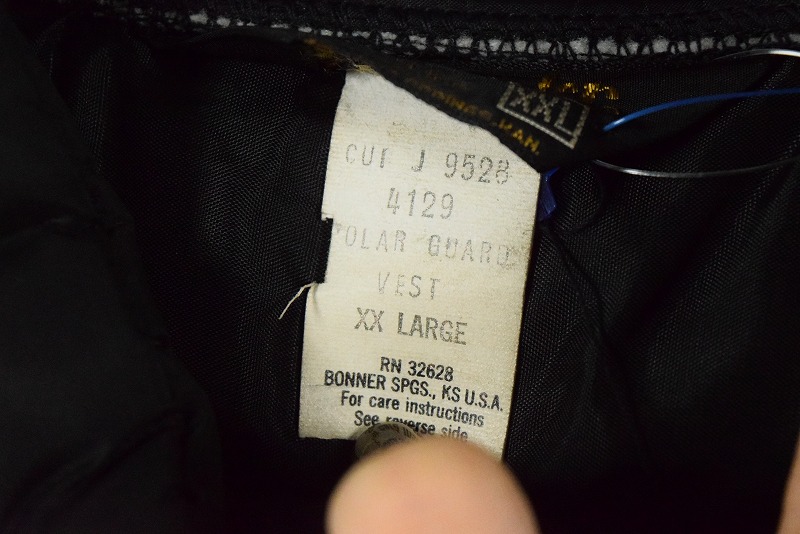 XXL
KAN.
CUT J 9528
4129
POLAR GUARD
VEST
XX LARGE
RN 32628
BONNER SPGS., KS U.S.A.
For care instructions
See reverse side